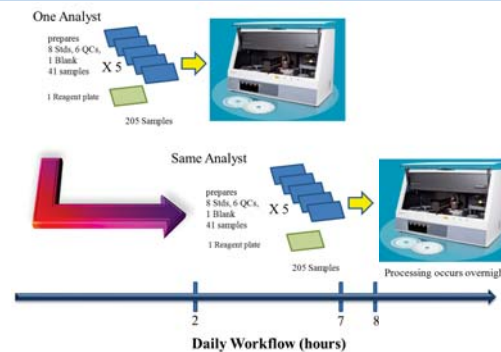 One Analyst
prepares
8 Stds, 6 QCs,
1 Blank
41 samples
X 5
1 Reagent plate
205 Samples
Same Analyst
prepares
8 Stds, 6 QCs,
1 Blank
41 samples
X 5
1 Reagent plate
205 Samples
Processing occurs overnight
2
7
8
Daily Workflow (hours)